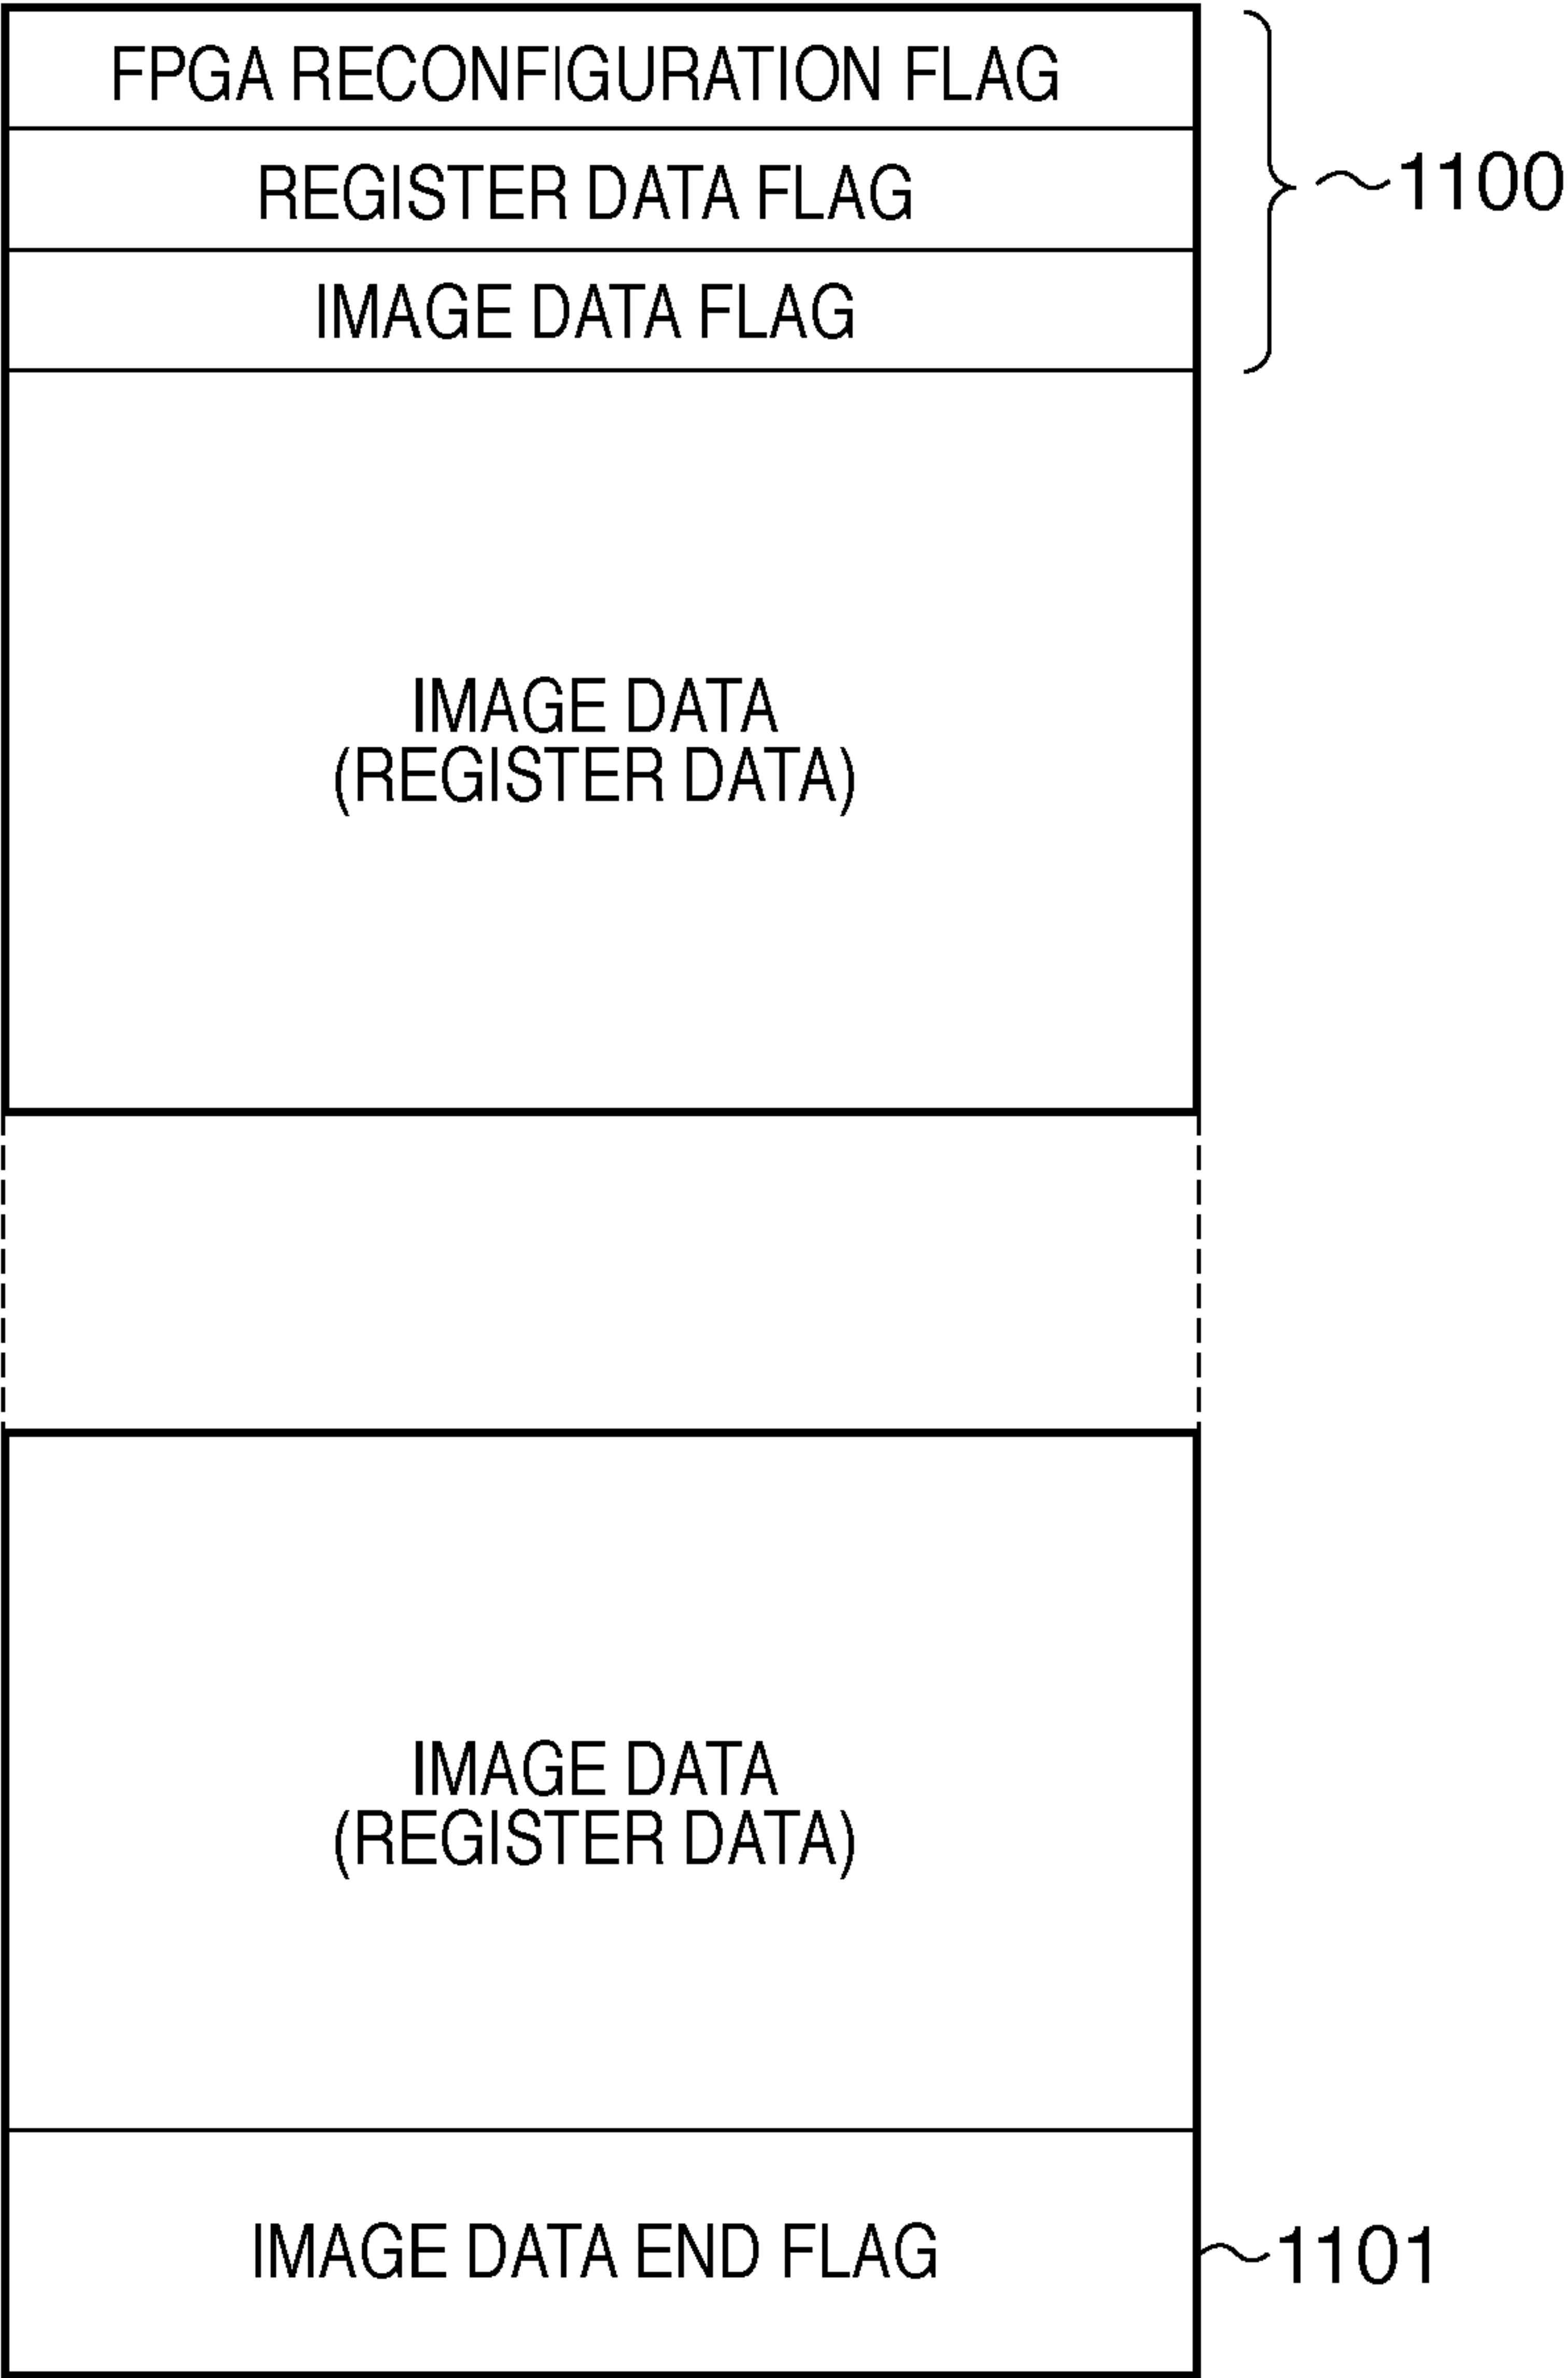 FPGA RECONFIGURATION FLAG
REGISTER DATA FLAG
1100
IMAGE DATA FLAG
IMAGE DATA
(REGISTER DATA)
IMAGE DATA
(REGISTER DATA)
IMAGE DATA END FLAG
1101